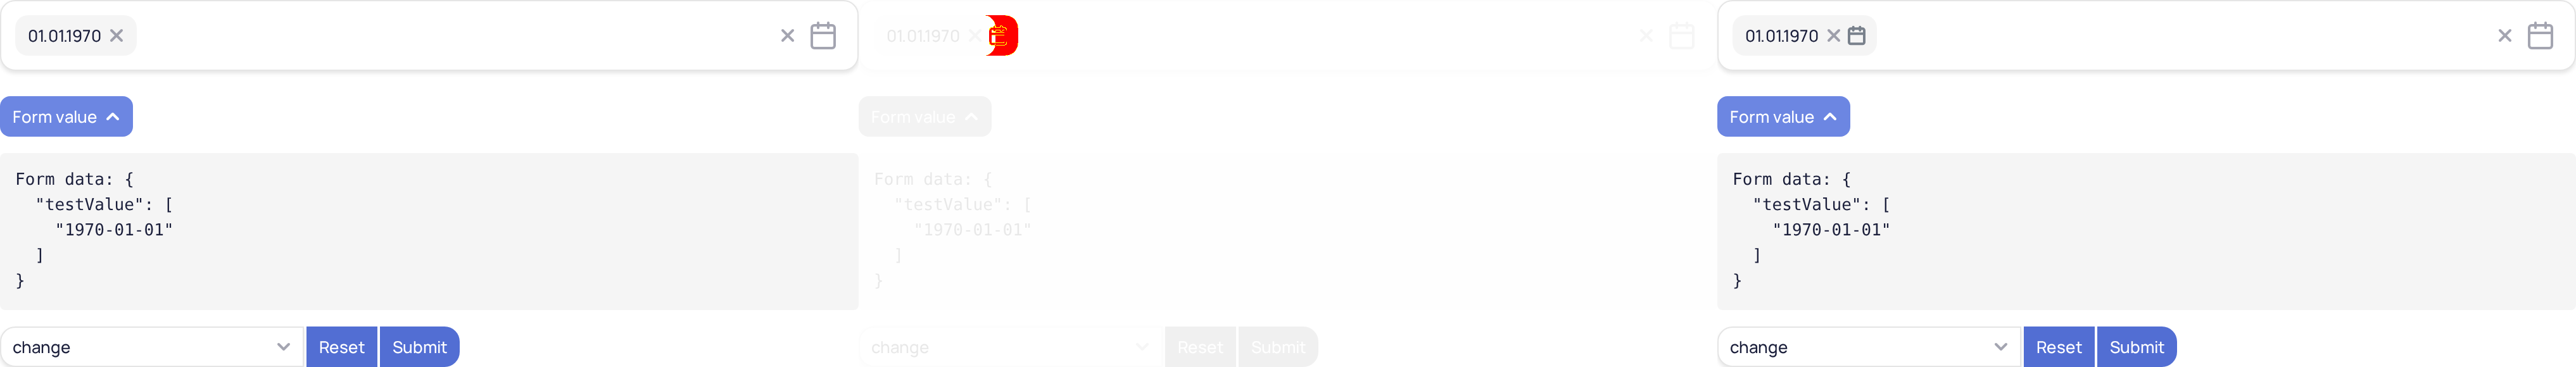 01.01.1970
Form value
Form data: {
  "testValue": [
    "1970-01-01"
  ]
}
change Reset Submit
01.01.1970
Form value
Form data: {
  "testValue": [
    "1970-01-01"
  ]
}
change Reset Submit
01.01.1970
Form value
Form data: {
  "testValue": [
    "1970-01-01"
  ]
}
change Reset Submit